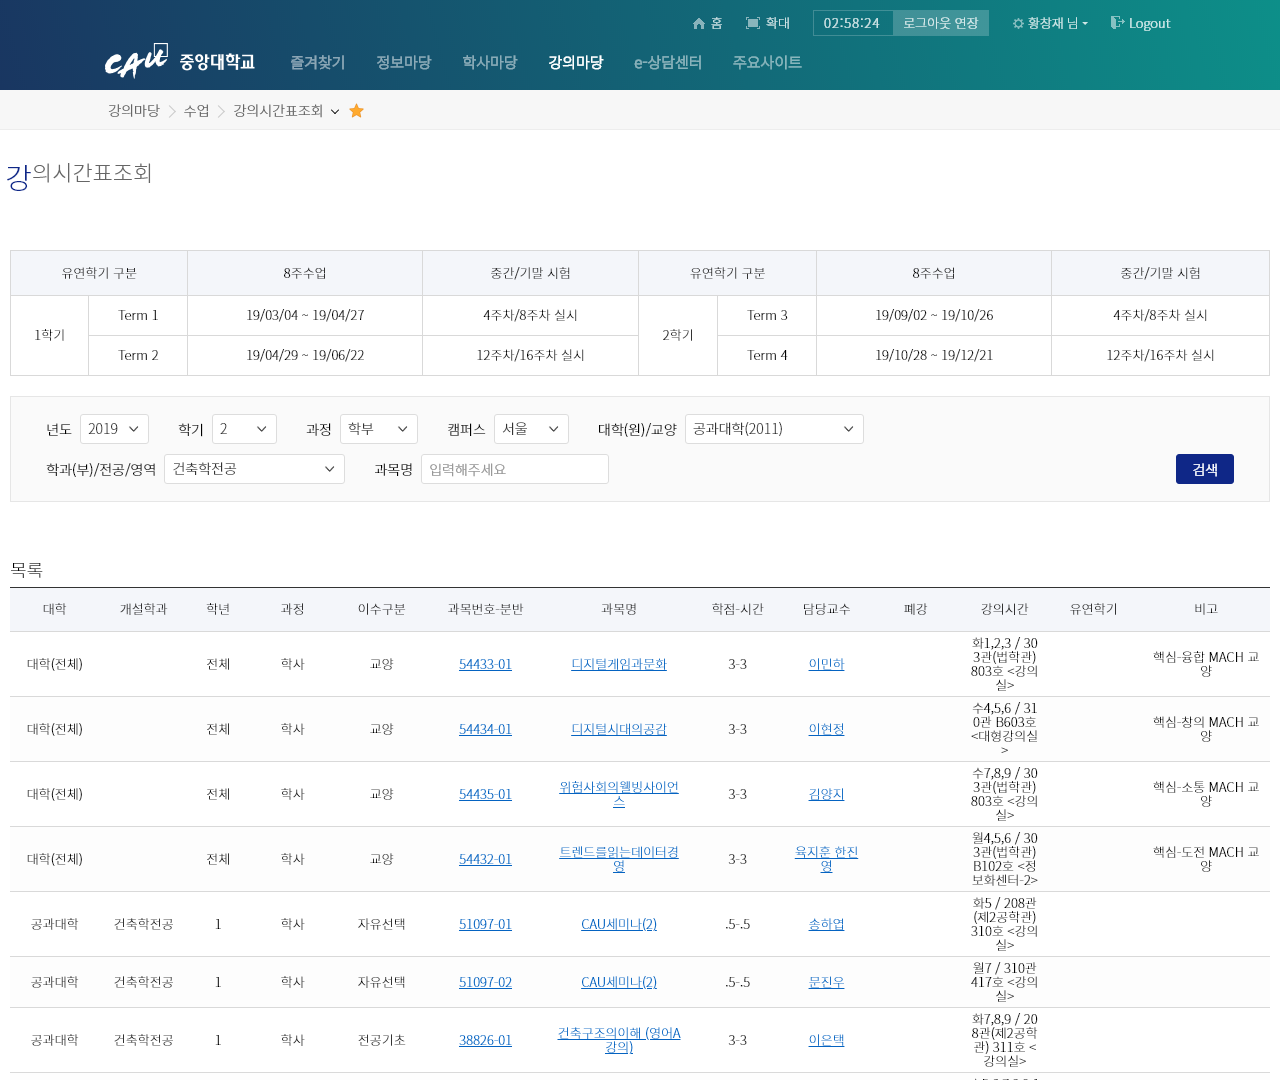 홈 확대 02:58:24 로그아웃 연장 황창재 님 Logout
CAU 중앙대학교 즐겨찾기 정보마당 학사마당 강의마당 e-상담센터 주요사이트
강의마당 수업 강의시간표조회
강의시간표조회
유연학기 구분 8주수업 중간/기말 시험 유연학기 구분 8주수업 중간/기말 시험
1학기 Term 1 19/03/04 ~ 19/04/27 4주차/8주차 실시 2학기 Term 3 19/09/02 ~ 19/10/26 4주차/8주차 실시
Term 2 19/04/29 ~ 19/06/22 12주차/16주차 실시 Term 4 19/10/28 ~ 19/12/21 12주차/16주차 실시
년도 2019 학기 2 과정 학부 캠퍼스 서울 대학(원)/교양 공과대학(2011)
학과(부)/전공/영역 건축학전공 과목명 입력해주세요 검색
목록
대학 개설학과 학년 과정 이수구분 과목번호-분반 과목명 학점-시간 담당교수 폐강 강의시간 유연학기 비고
대학(전체) 전체 학사 교양 54433-01 디지털게임과문화 3-3 이민하
화1,2,3 / 30
3관(법학관)
803호 <강의
실>
핵심-융합 MACH 교
양
대학(전체) 전체 학사 교양 54434-01 디지털시대의공감 3-3 이현정
수4,5,6 / 31
0관 B603호
<대형강의실
>
핵심-창의 MACH 교
양
대학(전체) 전체 학사 교양 54435-01
위험사회의웰빙사이언
스
3-3 김양지
수7,8,9 / 30
3관(법학관)
803호 <강의
실>
핵심-소통 MACH 교
양
대학(전체) 전체 학사 교양 54432-01
트렌드를읽는데이터경
영
3-3
육지훈 한진
영
월4,5,6 / 30
3관(법학관)
B102호 <정
보화센터-2>
핵심-도전 MACH 교
양
공과대학 건축학전공 1 학사 자유선택 51097-01 CAU세미나(2) .5-.5 송하엽
화5 / 208관
(제2공학관)
310호 <강의
실>
공과대학 건축학전공 1 학사 자유선택 51097-02 CAU세미나(2) .5-.5 문진우
월7 / 310관
417호 <강의
실>
공과대학 건축학전공 1 학사 전공기초 38826-01
건축구조의이해 (영어A
강의)
3-3 이은택
화7,8,9 / 20
8관(제2공학
관) 311호 <
강의실>